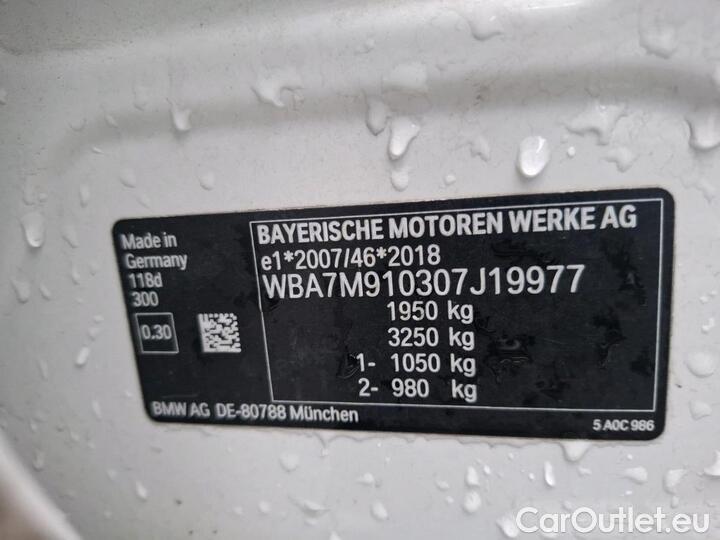 Made in
Germany
118d
300
0.30
BAYERISCHE MOTOREN WERKE AG
e1*2007/46*2018
WBA7M910307J19977
1950 kg
3250 kg
1- 1050 kg
2- 980 kg
BMW AG DE-80788 München
5 A0C 986
CarOutlet.eu